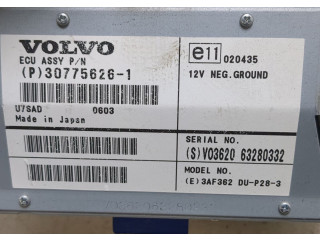 VOLVO
ECU ASSY P/N
(P)30775626-1
e11 020435
12V NEG.GROUND
U7SAD 0603
Made in Japan
SERIAL NO.
(S)V03620 63280332
MODEL NO.
(E)3AF362 DU-P28-3